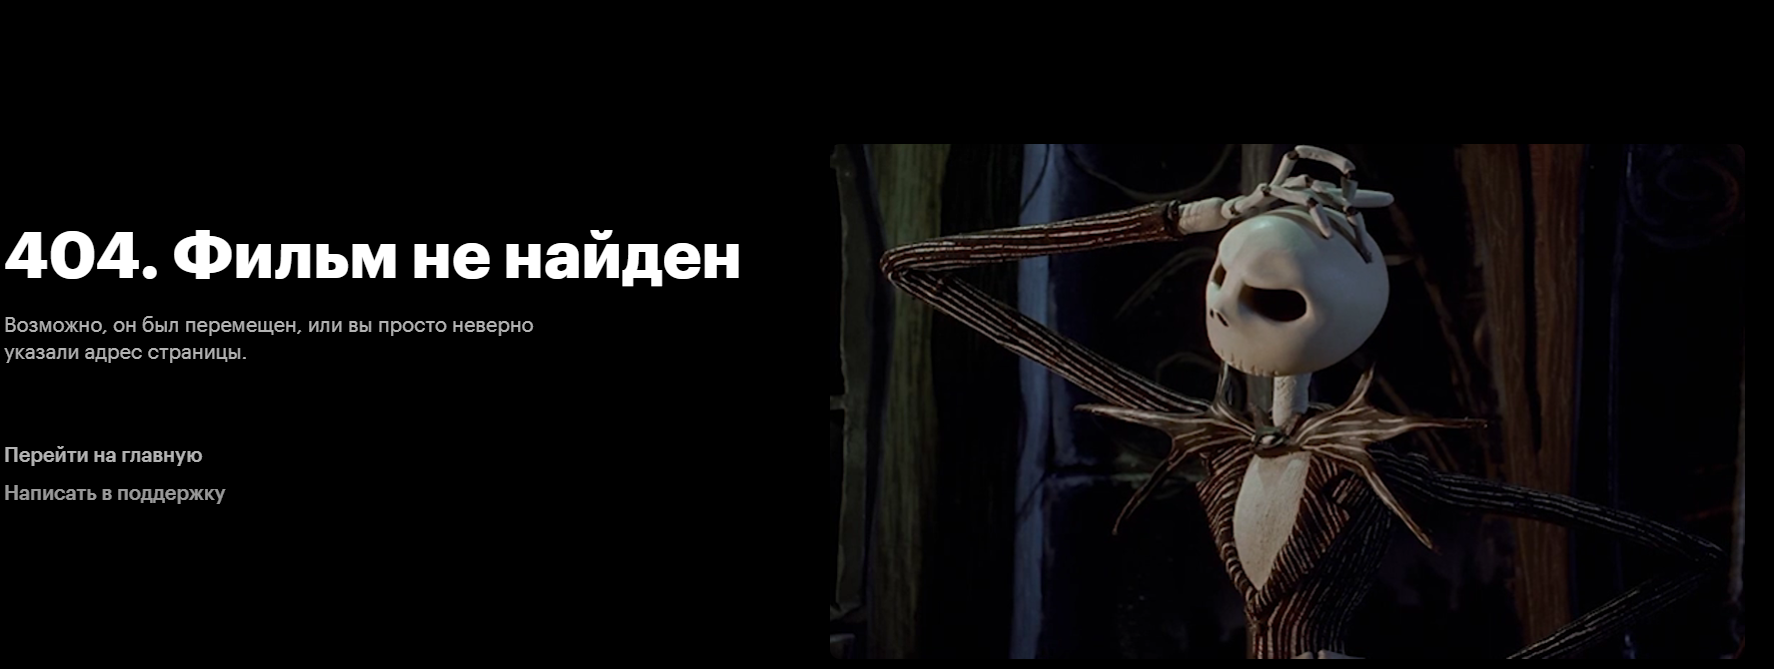 404. Фильм не найден
Возможно, он был перемещен, или вы просто неверно
указали адрес страницы.
Перейти на главную
Написать в поддержку